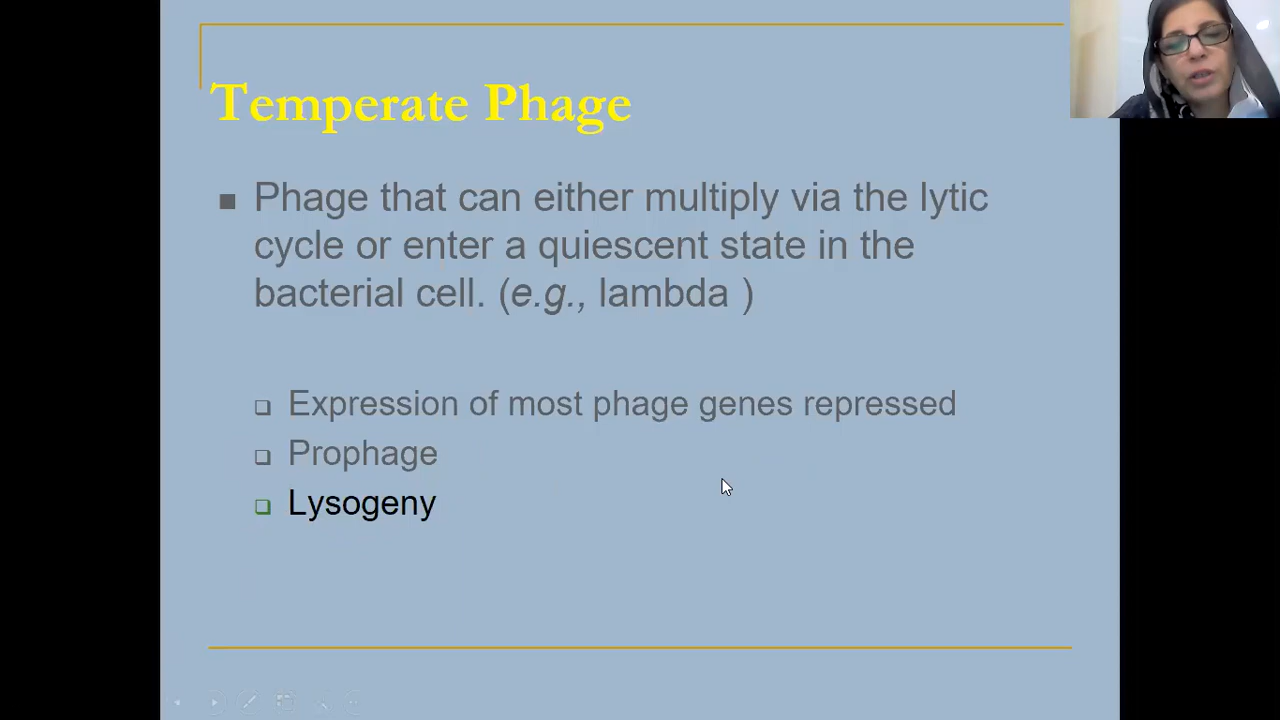 Temperate Phage
Phage that can either multiply via the lytic
cycle or enter a quiescent state in the
bacterial cell. (e.g., lambda )
Expression of most phage genes repressed
Prophage
Lysogeny